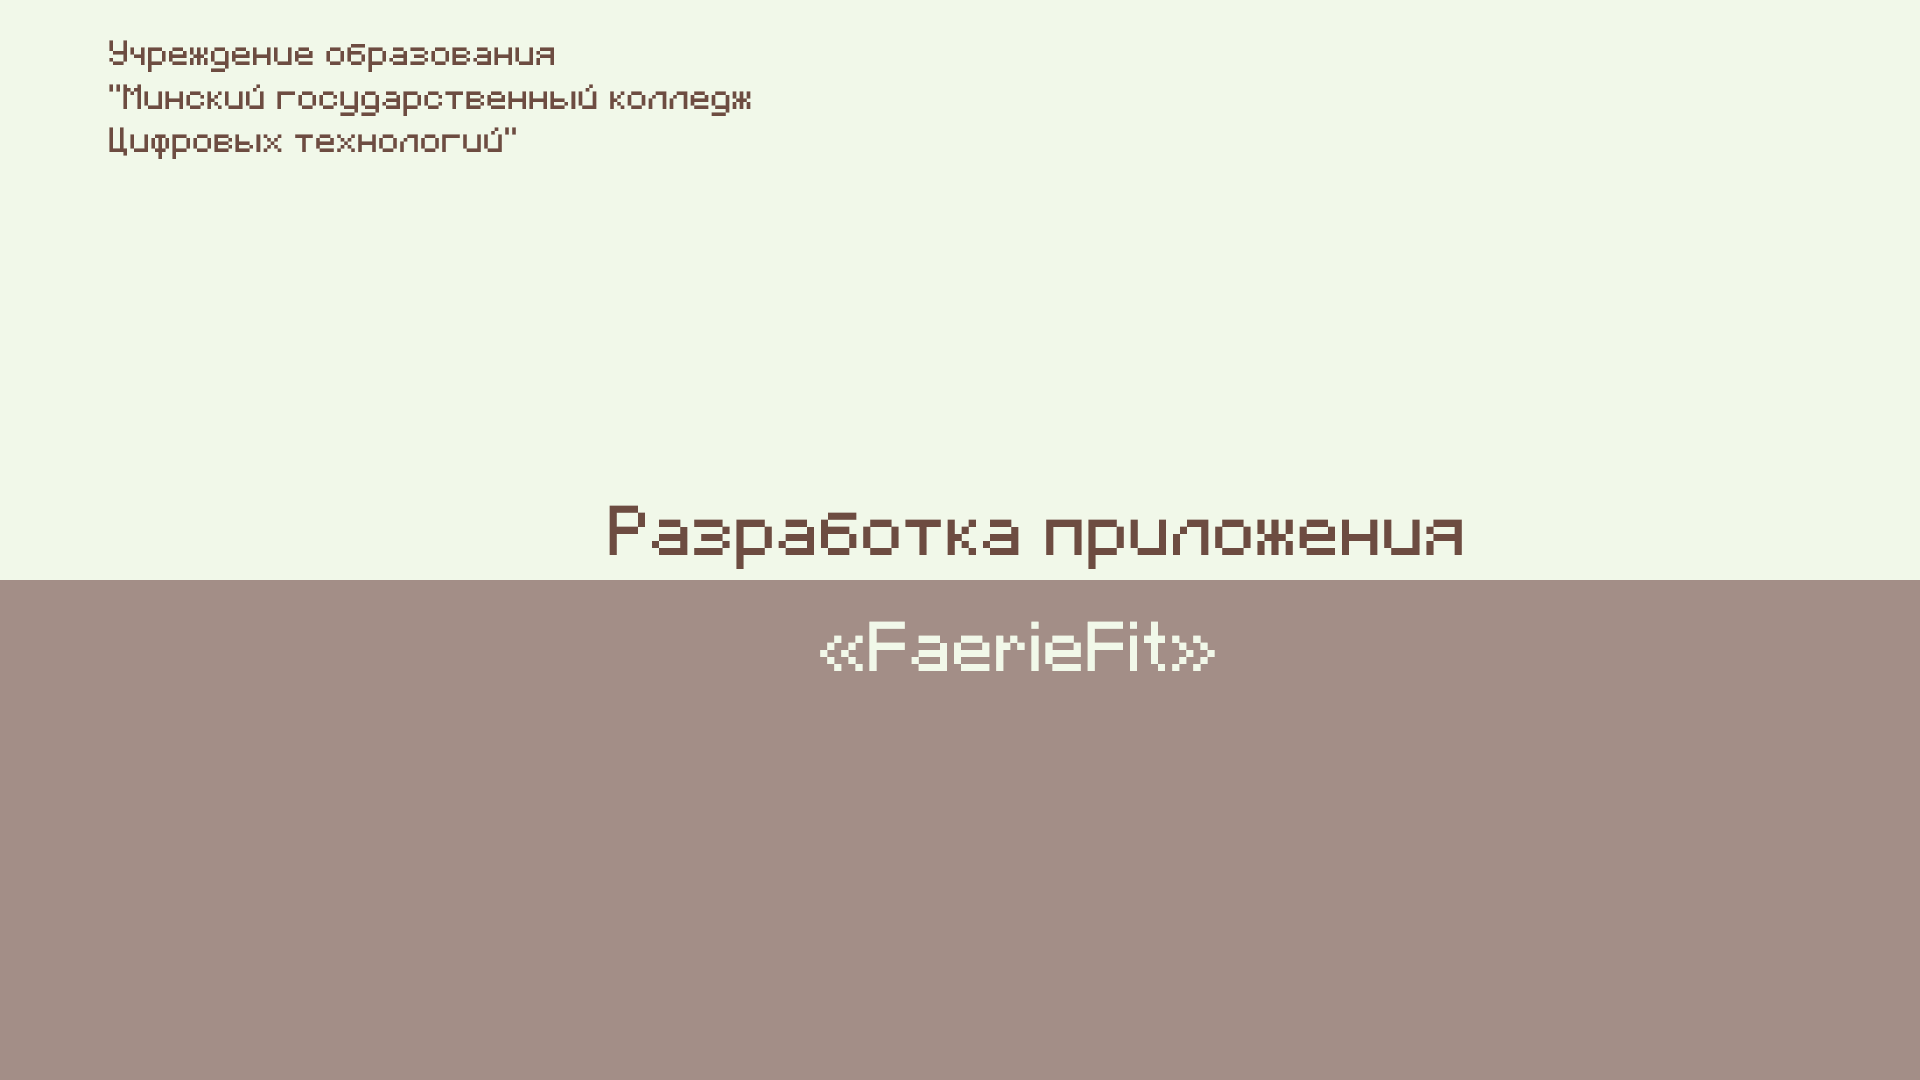 Учреждение образования
"Минский государственный колледж
Цифровых технологий"
Разработка приложения
«FaerieFit»